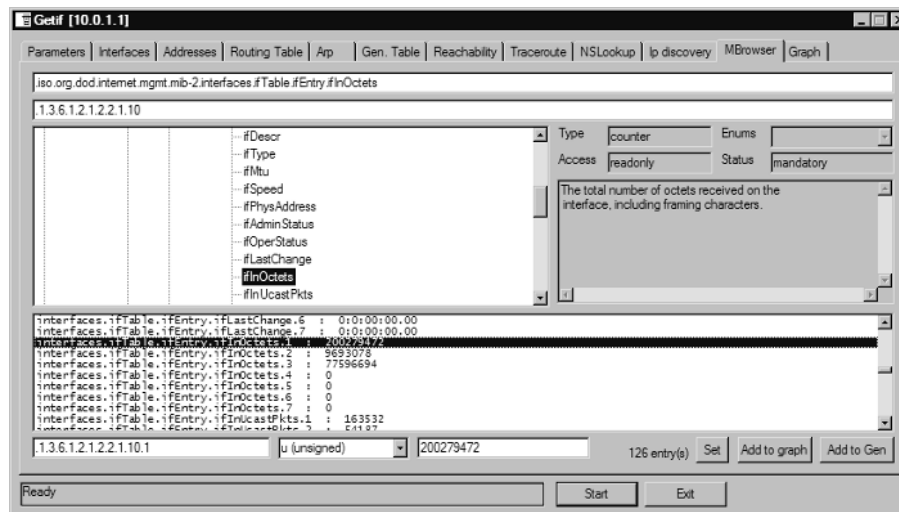 Getif [10.0.1.1]
Parameters Interfaces Addresses Routing Table Arp Gen. Table Reachability Traceroute NSLookup Ip discovery MBrowser Graph
.iso.org.dod.internet.mgmt.mib-2.interfaces.ifTable.ifEntry.ifInOctets
.1.3.6.1.2.1.2.2.1.10
ifDescr
ifType
ifMtu
ifSpeed
ifPhysAddress
ifAdminStatus
ifOperStatus
ifLastChange
ifInOctets
ifInUcastPkts
Type counter Enums
Access readonly Status mandatory
The total number of octets received on the
interface, including framing characters.
interfaces.ifTable.ifEntry.ifLastChange.6 : 0:0:00:00.00
interfaces.ifTable.ifEntry.ifLastChange.7 : 0:0:00:00.00
interfaces.ifTable.ifEntry.ifInOctets.1 : 200279472
interfaces.ifTable.ifEntry.ifInOctets.2 : 9693078
interfaces.ifTable.ifEntry.ifInOctets.3 : 77596694
interfaces.ifTable.ifEntry.ifInOctets.4 : 0
interfaces.ifTable.ifEntry.ifInOctets.5 : 0
interfaces.ifTable.ifEntry.ifInOctets.6 : 0
interfaces.ifTable.ifEntry.ifInOctets.7 : 0
interfaces.ifTable.ifEntry.ifInUcastPkts.1 : 163532
interfaces.ifTable.ifEntry.ifInUcastPkts.2 : 54187
.1.3.6.1.2.1.2.2.1.10.1 u (unsigned) 200279472 126 entry(s) Set Add to graph Add to Gen
Ready Start Exit